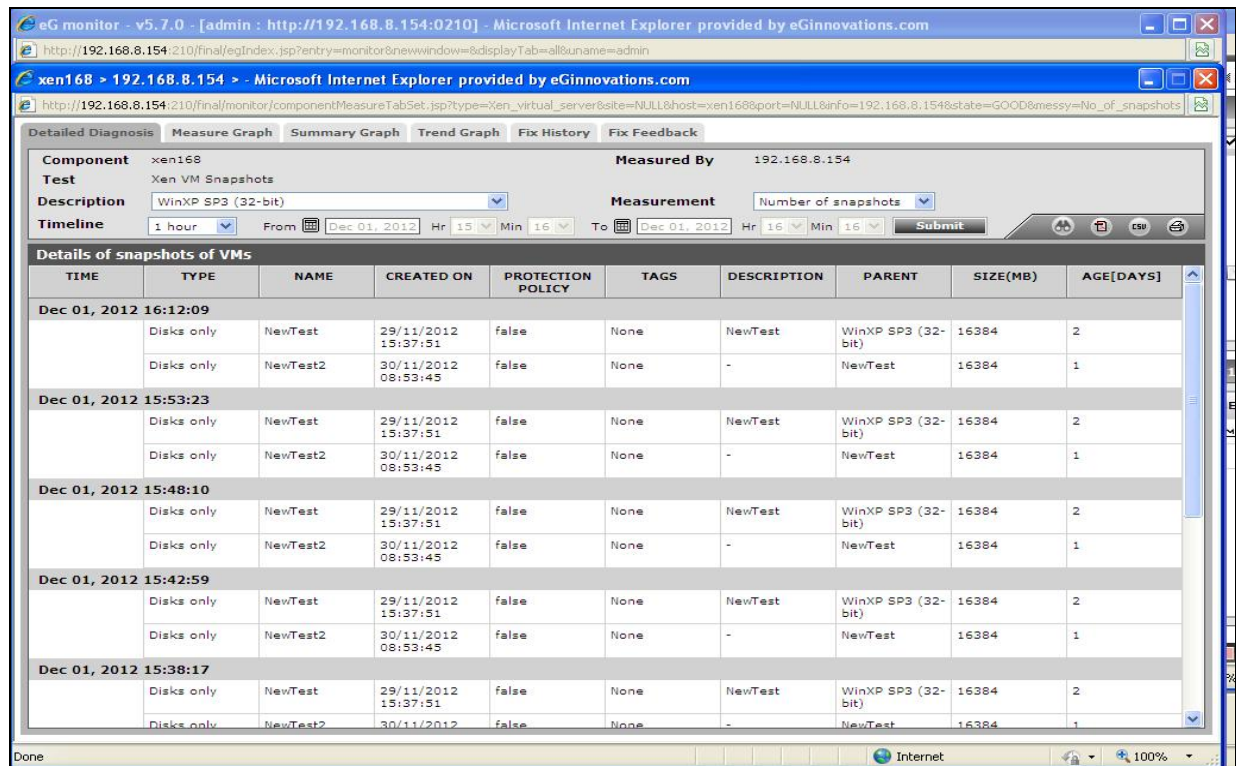 eG monitor - v5.7.0 - [admin : http://192.168.8.154:0210] - Microsoft Internet Explorer provided by eGinnovations.com
http://192.168.8.154:210/final/egIndex.jsp?entry=monitor&newwindow=&displayTab=all&uname=admin
xen168 > 192.168.8.154 > - Microsoft Internet Explorer provided by eGinnovations.com
http://192.168.8.154:210/final/monitor/componentMeasureTabSet.jsp?type=Xen_virtual_server&site=NULL&host=xen168&port=NULL&info=192.168.8.154&state=GOOD&messy=No_of_snapshots
Detailed Diagnosis Measure Graph Summary Graph Trend Graph Fix History Fix Feedback
Component xen168 Measured By 192.168.8.154
Test Xen VM Snapshots
Description WinXP SP3 (32-bit) Measurement Number of snapshots
Timeline 1 hour From Dec 01, 2012 Hr 15 Min 16 To Dec 01, 2012 Hr 16 Min 16 Submit CSV
Details of snapshots of VMs
TIME TYPE NAME CREATED ON PROTECTION POLICY TAGS DESCRIPTION PARENT SIZE(MB) AGE[DAYS]
Dec 01, 2012 16:12:09
Disks only NewTest 29/11/2012 15:37:51 false None NewTest WinXP SP3 (32-bit) 16384 2
Disks only NewTest2 30/11/2012 08:53:45 false None - NewTest 16384 1
Dec 01, 2012 15:53:23
Disks only NewTest 29/11/2012 15:37:51 false None NewTest WinXP SP3 (32-bit) 16384 2
Disks only NewTest2 30/11/2012 08:53:45 false None - NewTest 16384 1
Dec 01, 2012 15:48:10
Disks only NewTest 29/11/2012 15:37:51 false None NewTest WinXP SP3 (32-bit) 16384 2
Disks only NewTest2 30/11/2012 08:53:45 false None - NewTest 16384 1
Dec 01, 2012 15:42:59
Disks only NewTest 29/11/2012 15:37:51 false None NewTest WinXP SP3 (32-bit) 16384 2
Disks only NewTest2 30/11/2012 08:53:45 false None - NewTest 16384 1
Dec 01, 2012 15:38:17
Disks only NewTest 29/11/2012 15:37:51 false None NewTest WinXP SP3 (32-bit) 16384 2
Disks only NewTest2 30/11/2012 false None - NewTest 16384 1
Done Internet 100%